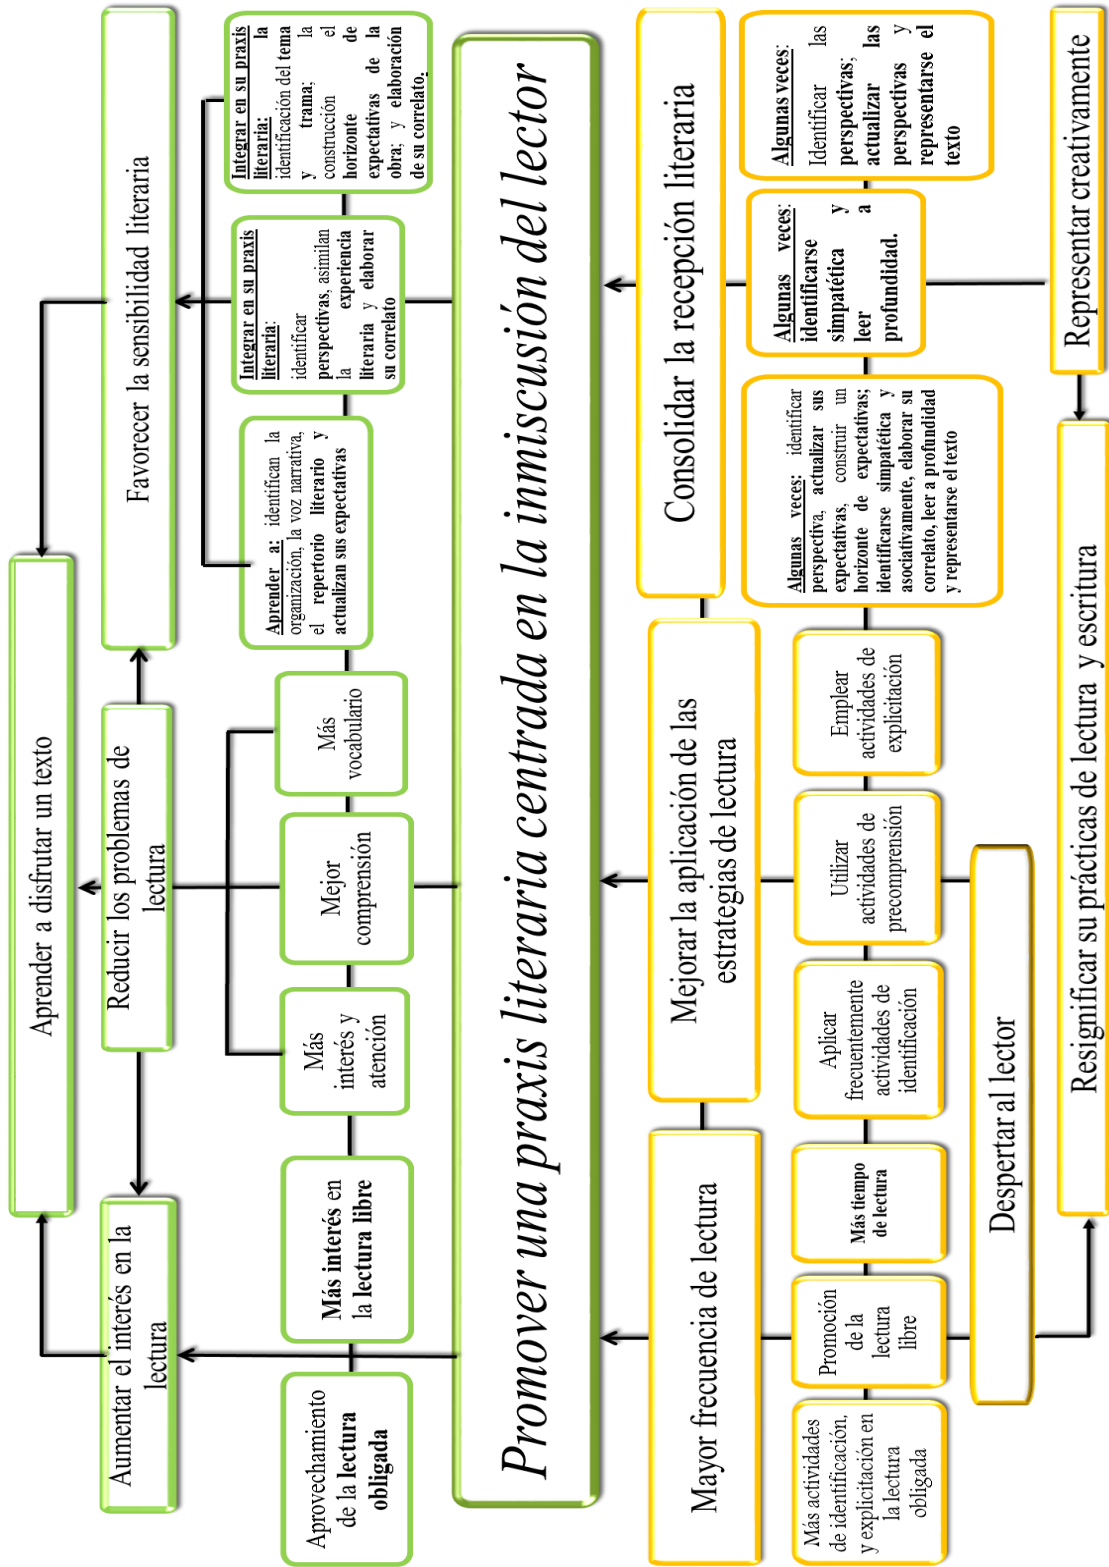 Aprender a disfrutar un texto
Aumentar el interés en la
lectura
Reducir los problemas de
lectura
Favorecer la sensibilidad literaria
Aprovechamiento
de la lectura
obligada
Más interés en
la lectura libre
Más
interés y
atención
Mejor
comprensión
Más
vocabulario
Aprender a: identifican la
organización, la voz narrativa,
el repertorio literario y
actualizan sus expectativas
Integrar en su praxis
literaria:
identificar
perspectivas, asimilan
la experiencia
literaria y elaborar
su correlato
Integrar en su praxis
literaria: la
identificación del tema
y trama; la
construcción el
horizonte de
expectativas de la
obra; y elaboración
de su correlato.
Promover una praxis literaria centrada en la inmiscusión del lector
Mayor frecuencia de lectura
Mejorar la aplicación de las
estrategias de lectura
Consolidar la recepción literaria
Más actividades
de identificación,
y explicitación en
la lectura
obligada
Promoción
de la
lectura
libre
Más tiempo
de lectura
Aplicar
frecuentemente
actividades de
identificación
Utilizar
actividades de
precomprensión
Emplear
actividades de
explicitación
Algunas veces: identificar
perspectiva, actualizar sus
expectativas, construir un
horizonte de expectativas;
identificarse simpatética y
asociativamente, elaborar su
correlato, leer a profundidad
y representarse el texto
Algunas veces:
identificarse
simpatética y
leer a
profundidad.
Algunas veces:
Identificar las
perspectivas;
actualizar las
perspectivas y
representarse el
texto
Despertar al lector
Resignificar su prácticas de lectura y escritura
Representar creativamente